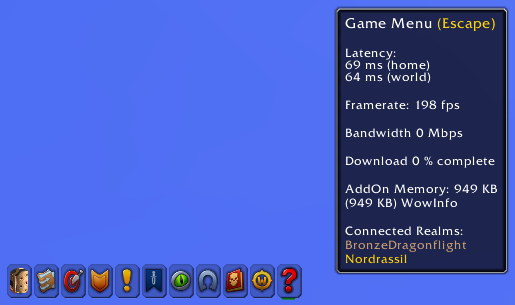 Game Menu (Escape)
Latency:
69 ms (home)
64 ms (world)
Framerate: 198 fps
Bandwidth 0 Mbps
Download 0 % complete
AddOn Memory: 949 KB
(949 KB) WowInfo
Connected Realms:
BronzeDragonflight
Nordrassil